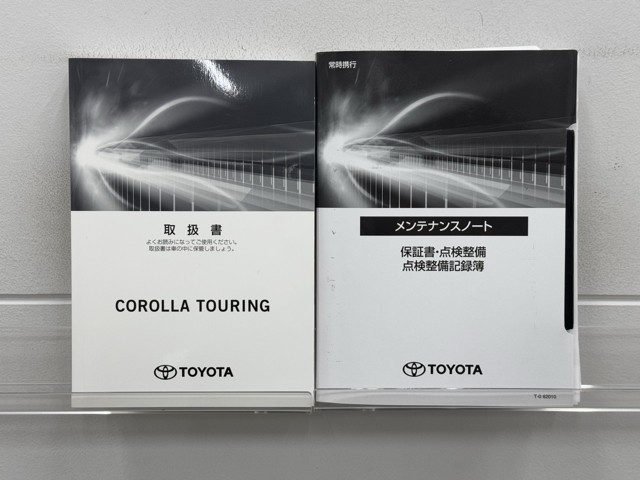 取扱書
よくお読みになってご使用ください。
取扱書は車の中に保管しましょう。
COROLLA TOURING
TOYOTA
常時携行
メンテナンスノート
保証書・点検整備
点検整備記録簿
TOYOTA